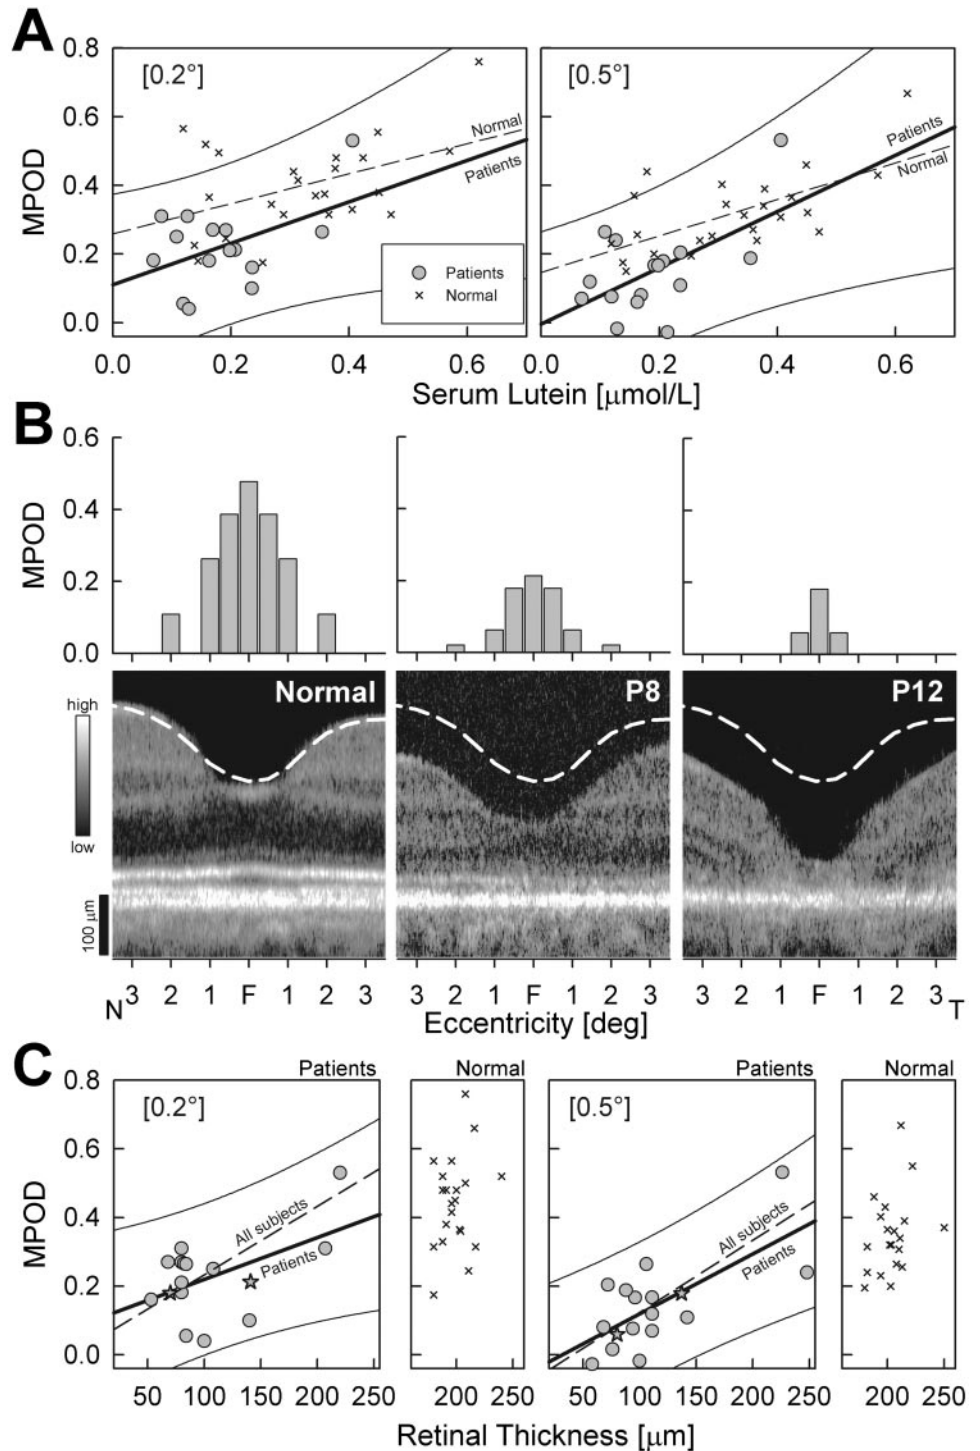 A
[0.2°] [0.5°]
0.8
0.6
0.4
0.2
0.0
MPOD
Normal
Patients
Patients
Normal
Patients
Normal
0.0 0.2 0.4 0.6 0.0 0.2 0.4 0.6
Serum Lutein [μmol/L]
B
0.6
0.4
0.2
0.0
MPOD
Normal P8 P12
high
low
100 μm
N 3 2 1 F 1 2 3 3 2 1 F 1 2 3 3 2 1 F 1 2 3 T
Eccentricity [deg]
C
Patients Normal Patients Normal
[0.2°] [0.5°]
0.8
0.6
0.4
0.2
0.0
MPOD
All subjects
Patients
All subjects
Patients
50 100 150 200 250 200 250 50 100 150 200 250 200 250
Retinal Thickness [μm]